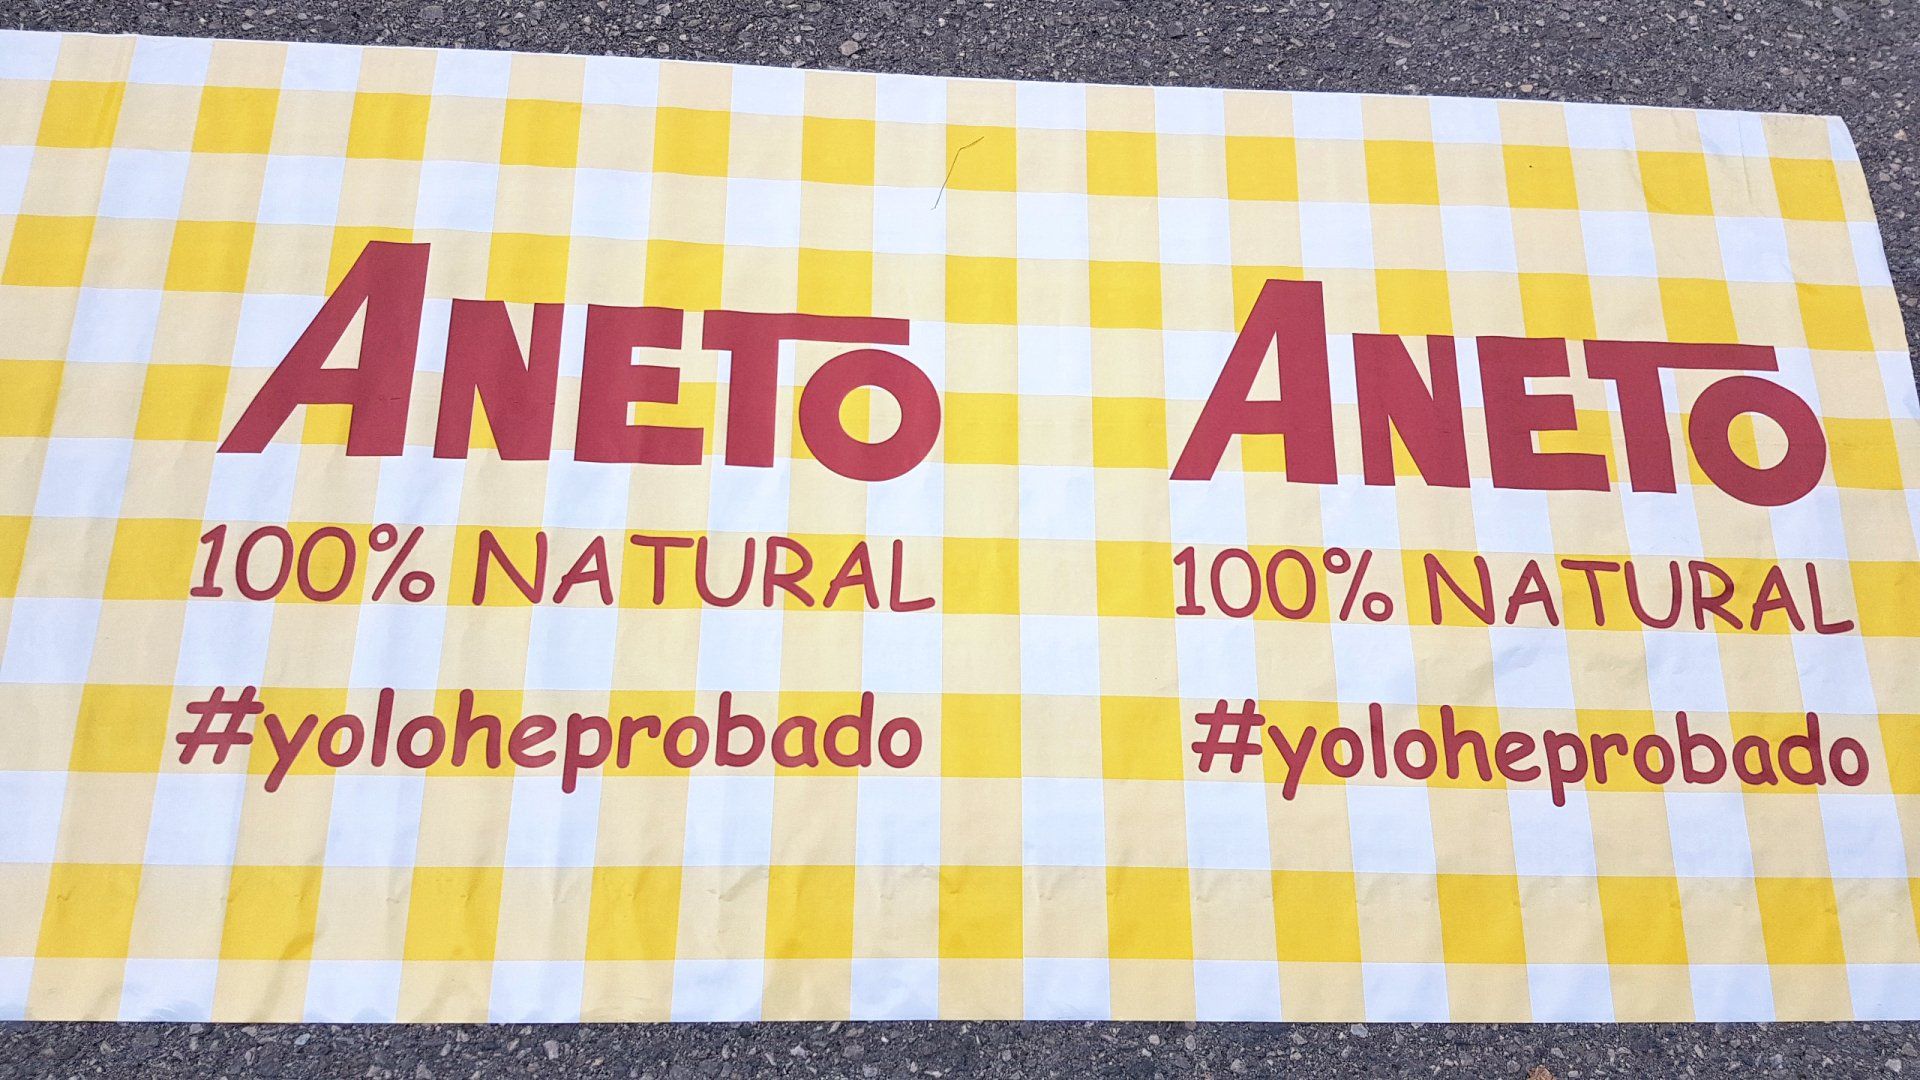 ANETO
100% NATURAL
#yoloheprobado
ANETO
100% NATURAL
#yoloheprobado